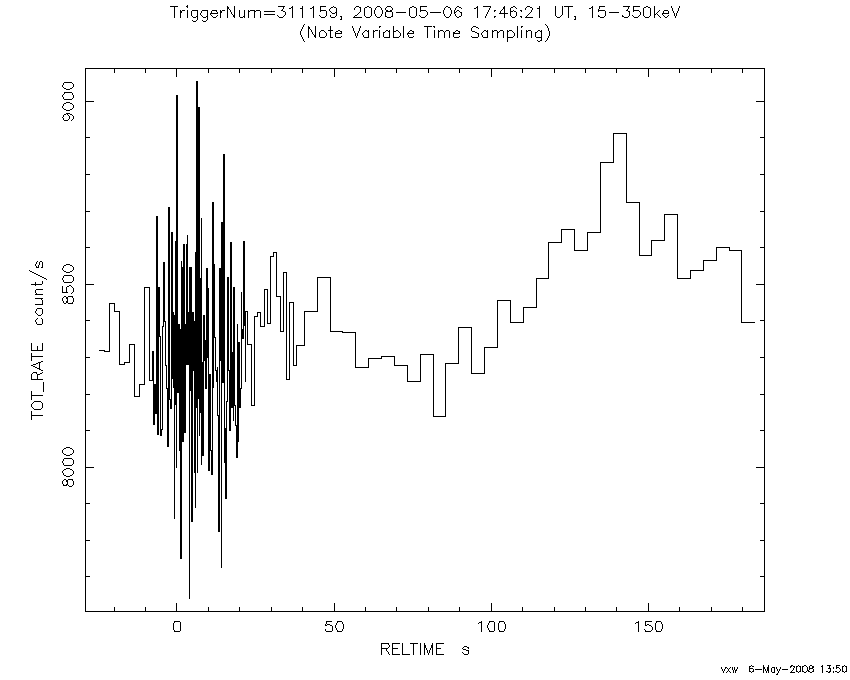 TriggerNum=311159, 2008-05-06 17:46:21 UT, 15-350keV
(Note Variable Time Sampling)
TOT_RATE count/s
9000
8500
8000
0 50 100 150
RELTIME s
vxw 6-May-2008 13:50